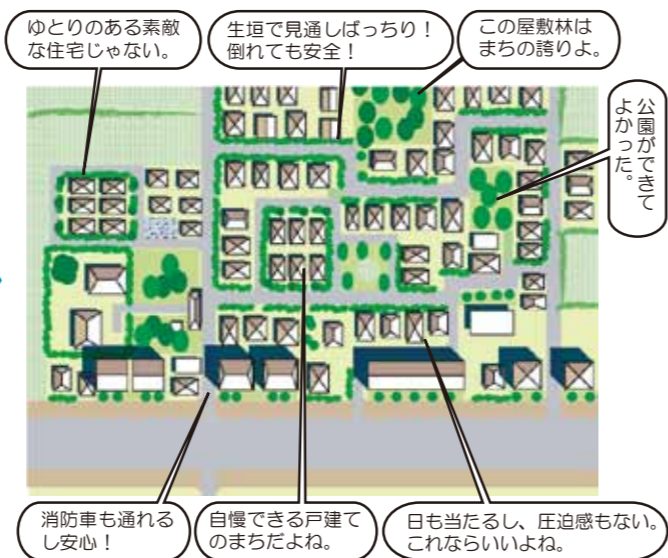 ゆとりのある素敵
な住宅じゃない。
生垣で見通しばっちり！
倒れても安全！
この屋敷林は
まちの誇りよ。
公園ができて
よかった。
消防車も通れる
し安心！
自慢できる戸建て
のまちだよね。
日も当たるし、圧迫感もない。
これならいいよね。